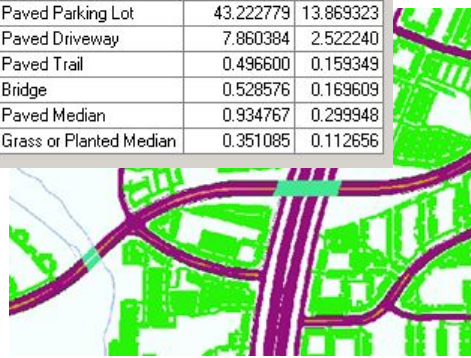 Paved Parking Lot 43.222779 13.869323
Paved Driveway 7.860384 2.522240
Paved Trail 0.496600 0.159349
Bridge 0.528576 0.169609
Paved Median 0.934767 0.299948
Grass or Planted Median 0.351085 0.112656